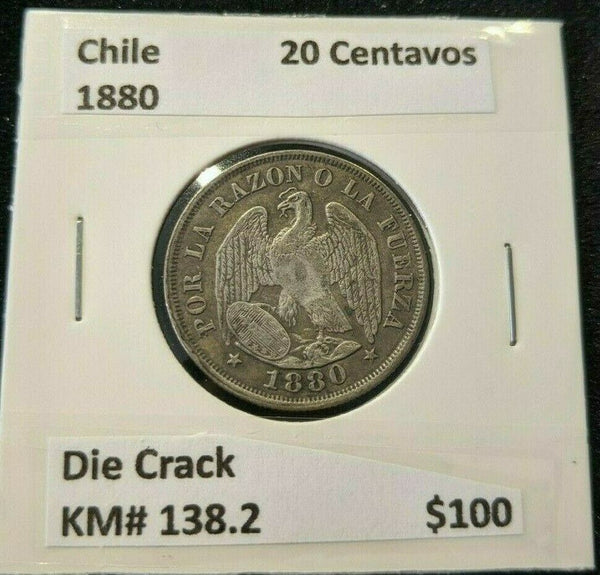 Chile 20 Centavos
1880
POR LA RAZON O LA FUERZA
1880
Die Crack
KM# 138.2 $100